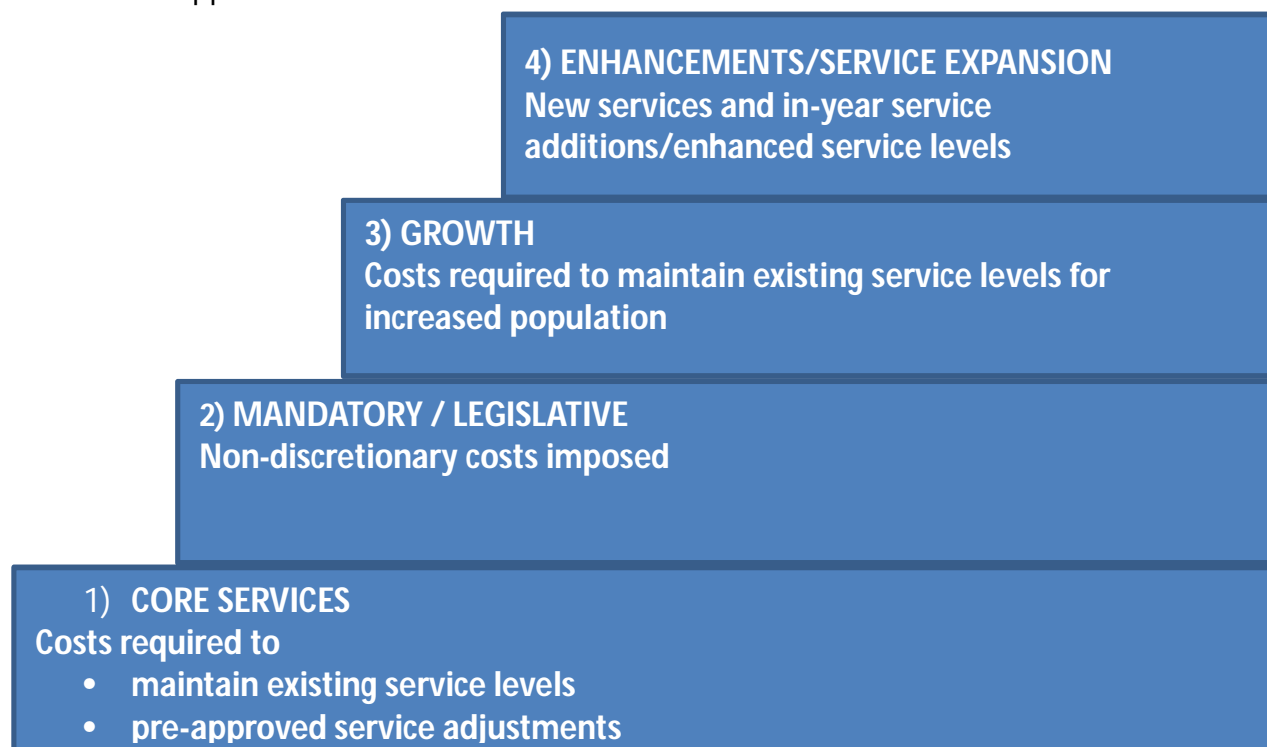 4) ENHANCEMENTS/SERVICE EXPANSION
New services and in-year service
additions/enhanced service levels
3) GROWTH
Costs required to maintain existing service levels for
increased population
2) MANDATORY / LEGISLATIVE
Non-discretionary costs imposed
1) CORE SERVICES
Costs required to
• maintain existing service levels
• pre-approved service adjustments